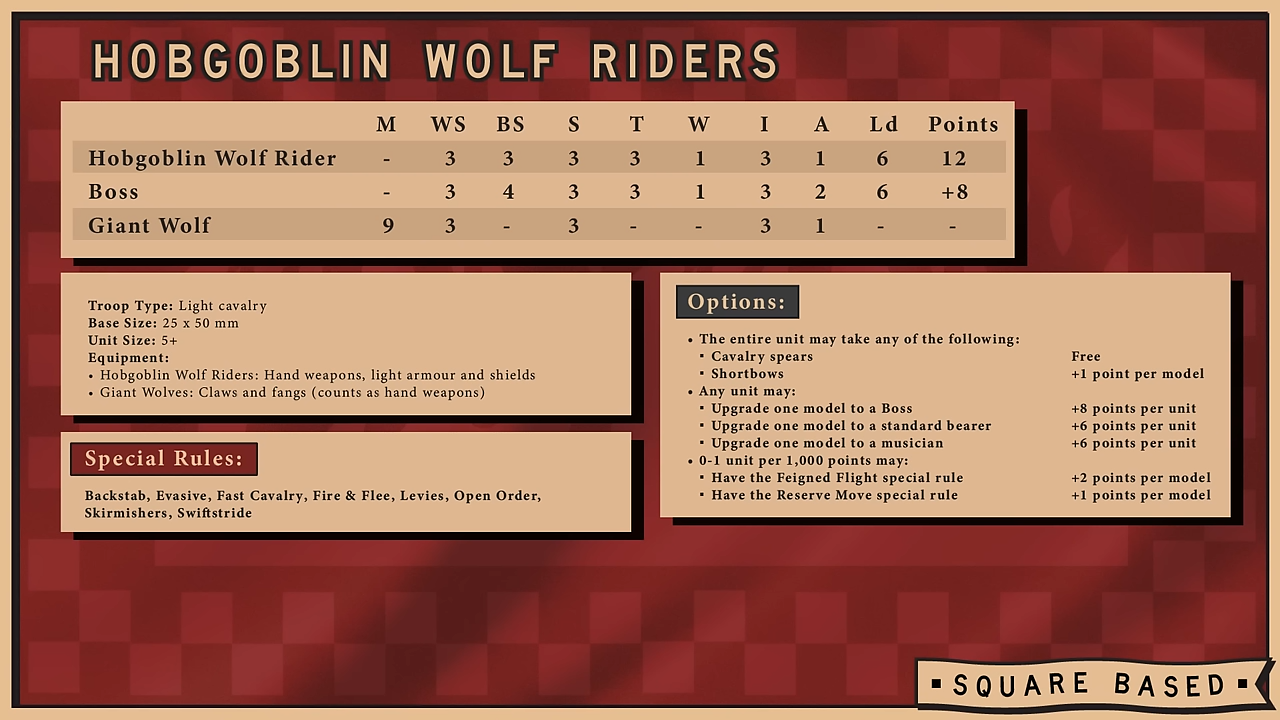 HOBGOBLIN WOLF RIDERS
M WS BS S T W I A Ld Points
Hobgoblin Wolf Rider - 3 3 3 3 1 3 1 6 12
Boss - 3 4 3 3 1 3 2 6 +8
Giant Wolf 9 3 - 3 - - 3 1 - -
Troop Type: Light cavalry
Base Size: 25 x 50 mm
Unit Size: 5+
Equipment:
• Hobgoblin Wolf Riders: Hand weapons, light armour and shields
• Giant Wolves: Claws and fangs (counts as hand weapons)
Special Rules:
Backstab, Evasive, Fast Cavalry, Fire & Flee, Levies, Open Order,
Skirmishers, Swiftstride
Options:
• The entire unit may take any of the following:
▪ Cavalry spears Free
▪ Shortbows +1 point per model
• Any unit may:
▪ Upgrade one model to a Boss +8 points per unit
▪ Upgrade one model to a standard bearer +6 points per unit
▪ Upgrade one model to a musician +6 points per unit
• 0-1 unit per 1,000 points may:
▪ Have the Feigned Flight special rule +2 points per model
▪ Have the Reserve Move special rule +1 points per model
▪ SQUARE BASED ▪